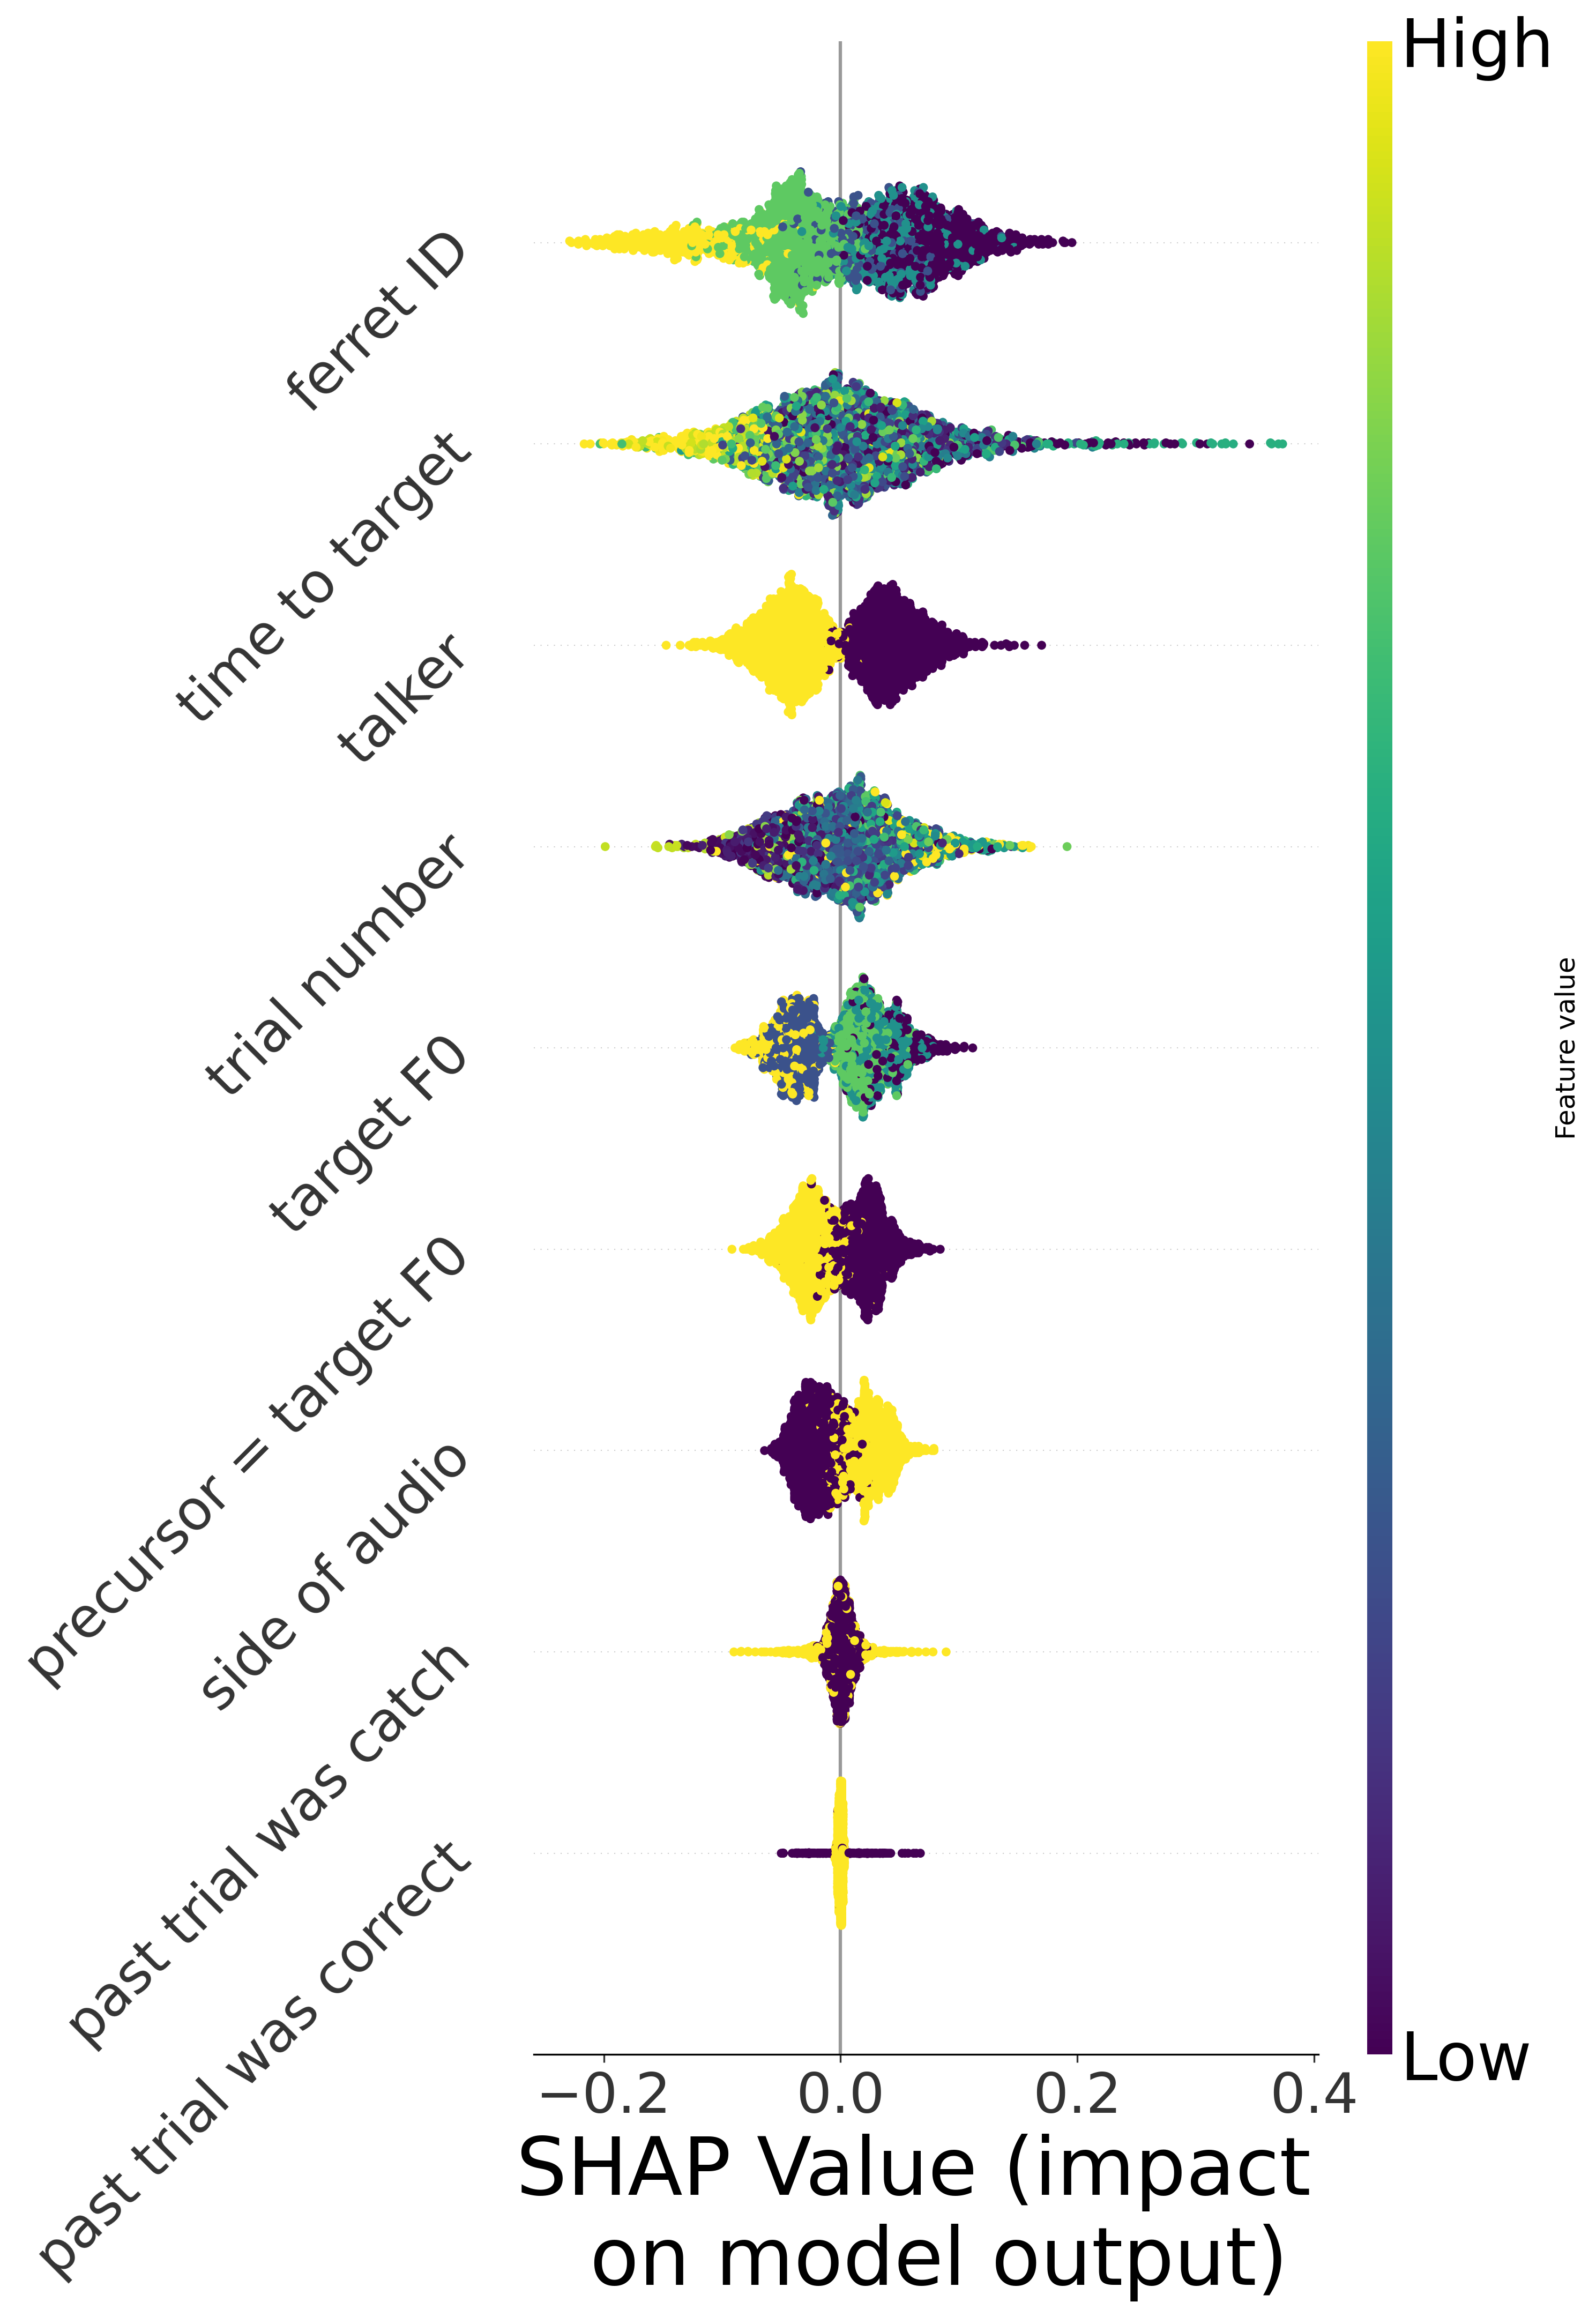 High
ferret ID
time to target
talker
trial number
target F0
precursor = target F0
side of audio
past trial was catch
past trial was correct
Feature value
Low
−0.2
0.0
0.2
0.4
SHAP Value (impact
on model output)